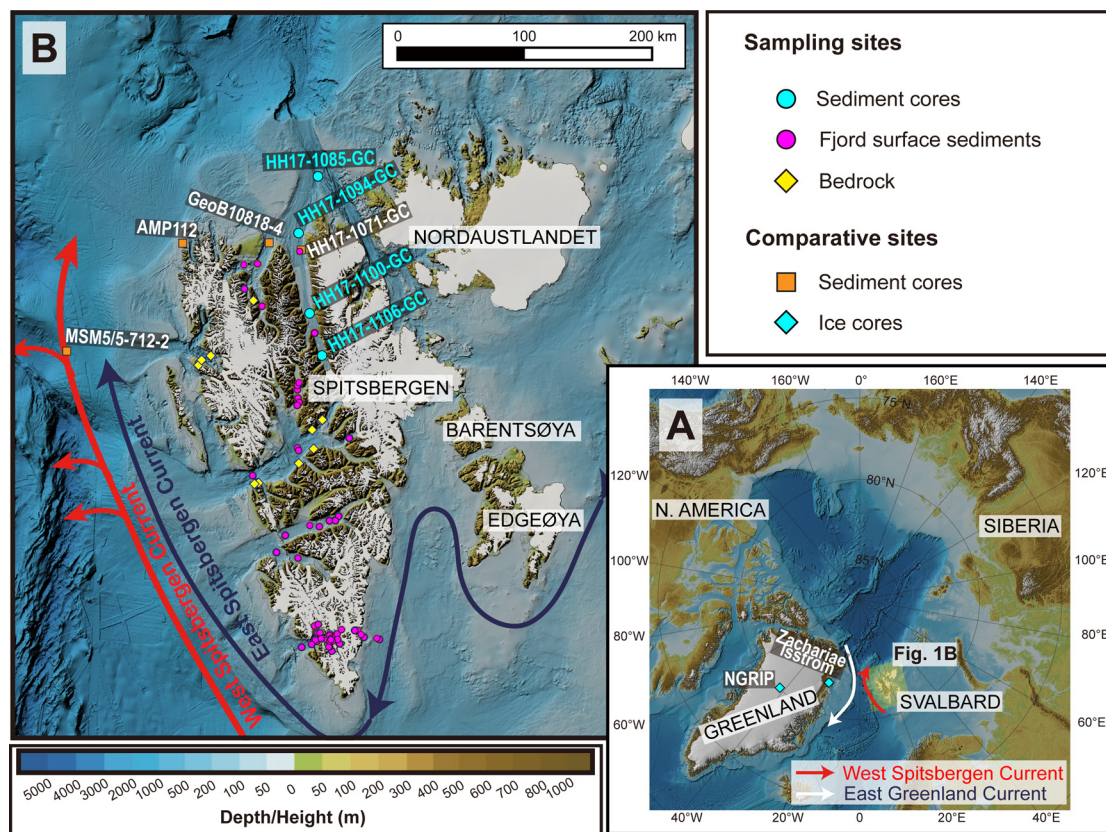 B
0
100
200 km
HH17-1085-GC
HH17-1094-GC
GeoB10818-4
AMP112
HH17-1071-GC
NORDAUSTLANDET
HH17-1100-GC
HH17-1106-GC
MSM5/5-712-2
SPITSBERGEN
BARENTSØYA
EDGEØYA
East Spitsbergen Current
West Spitsbergen Current
5000
4000
3000
2000
1000
500
200
100
50
0
50
100
200
300
400
500
600
700
800
1000
Depth/Height (m)
Sampling sites
Sediment cores
Fjord surface sediments
Bedrock
Comparative sites
Sediment cores
Ice cores
140°W
160°W
0°
160°E
140°E
A
75°N
80°N
85°N
120°W
120°E
N. AMERICA
SIBERIA
100°W
100°E
80°W
80°E
Zachariae
Isstrom
Fig. 1B
NGRIP
GREENLAND
SVALBARD
60°W
60°E
West Spitsbergen Current
East Greenland Current
40°W
20°W
0°
20°E
40°E